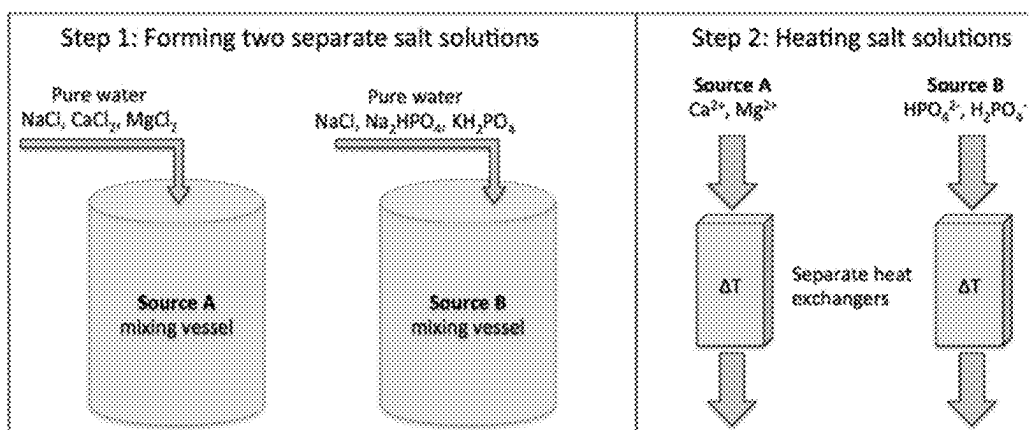 Step 1: Forming two separate salt solutions
Pure water
NaCl, CaCl₂, MgCl₂
Pure water
NaCl, Na₂HPO₄, KH₂PO₄
Source A
mixing vessel
Source B
mixing vessel
Step 2: Heating salt solutions
Source A
Ca²⁺, Mg²⁺
Source B
HPO₄²⁻, H₂PO₄⁻
ΔT
Separate heat
exchangers
ΔT